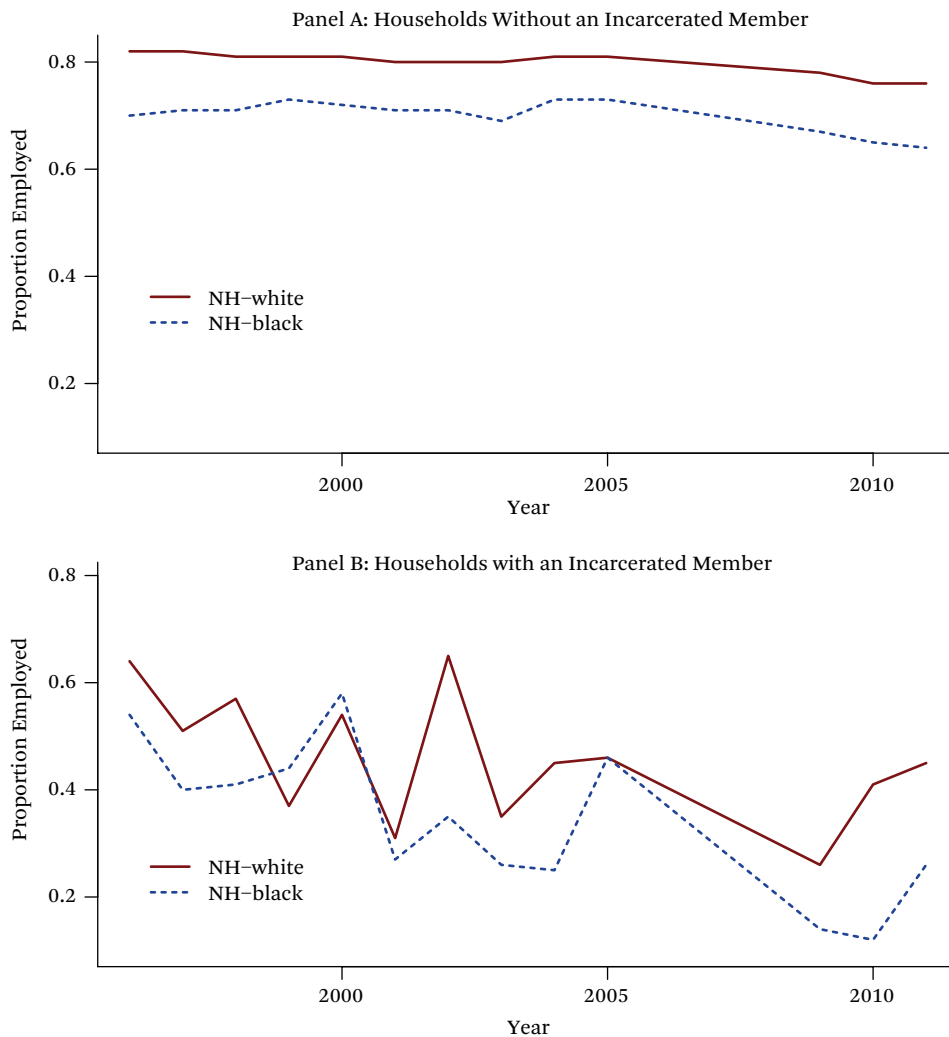 Panel A: Households Without an Incarcerated Member
Proportion Employed
0.8
0.6
0.4
0.2
NH–white
NH–black
2000 2005 2010
Year
Panel B: Households with an Incarcerated Member
Proportion Employed
0.8
0.6
0.4
0.2
NH–white
NH–black
2000 2005 2010
Year